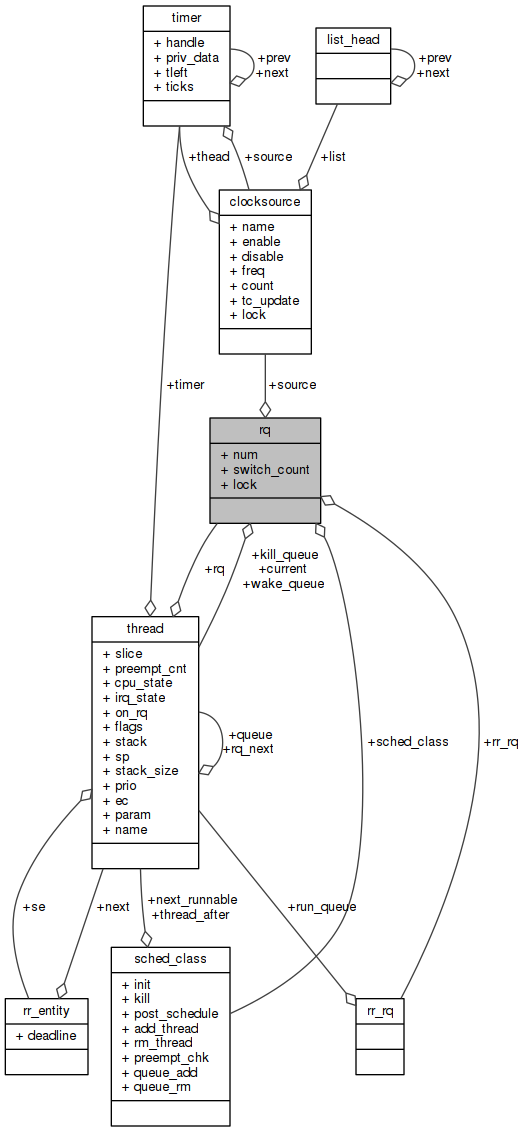 timer
+ handle
+ priv_data
+ tleft
+ ticks
+prev
+next
list_head
+prev
+next
+thead
+source
+list
clocksource
+ name
+ enable
+ disable
+ freq
+ count
+ tc_update
+ lock
+timer
+source
rq
+ num
+ switch_count
+ lock
+rq
+kill_queue
+current
+wake_queue
thread
+ slice
+ preempt_cnt
+ cpu_state
+ irq_state
+ on_rq
+ flags
+ stack
+ sp
+ stack_size
+ prio
+ ec
+ param
+ name
+queue
+rq_next
+sched_class
+rr_rq
+se
+next
+next_runnable
+thread_after
+run_queue
sched_class
+ init
+ kill
+ post_schedule
+ add_thread
+ rm_thread
+ preempt_chk
+ queue_add
+ queue_rm
rr_entity
+ deadline
rr_rq